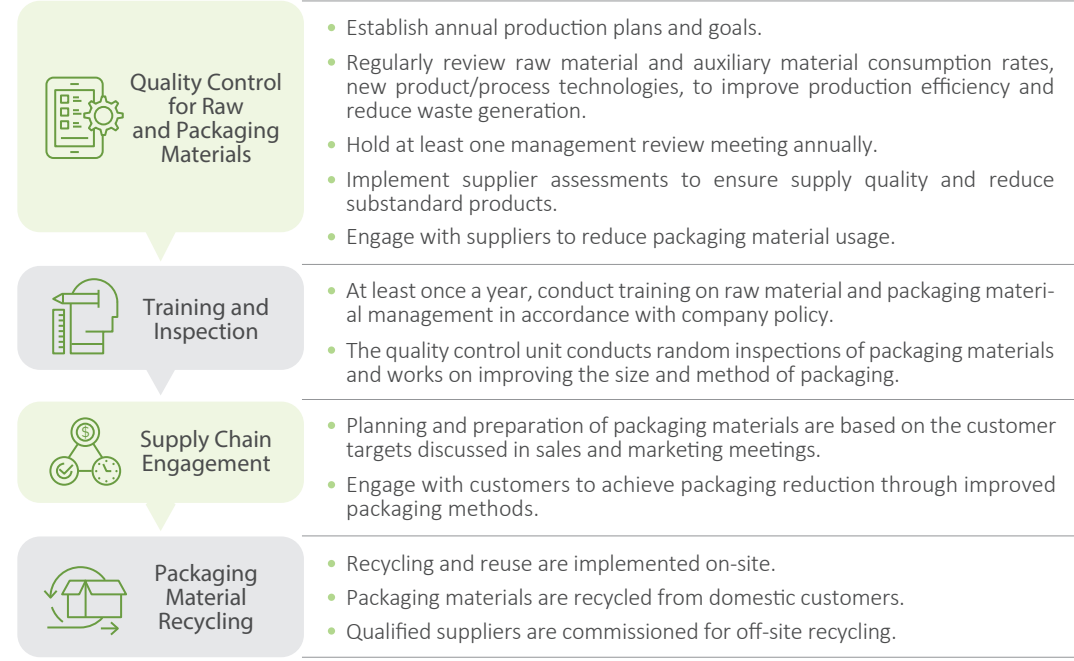 Quality Control
for Raw
and Packaging
Materials
• Establish annual production plans and goals.
• Regularly review raw material and auxiliary material consumption rates,
new product/process technologies, to improve production efficiency and
reduce waste generation.
• Hold at least one management review meeting annually.
• Implement supplier assessments to ensure supply quality and reduce
substandard products.
• Engage with suppliers to reduce packaging material usage.
Training and
Inspection
• At least once a year, conduct training on raw material and packaging materi-
al management in accordance with company policy.
• The quality control unit conducts random inspections of packaging materials
and works on improving the size and method of packaging.
$
Supply Chain
Engagement
• Planning and preparation of packaging materials are based on the customer
targets discussed in sales and marketing meetings.
• Engage with customers to achieve packaging reduction through improved
packaging methods.
Packaging
Material
Recycling
• Recycling and reuse are implemented on-site.
• Packaging materials are recycled from domestic customers.
• Qualified suppliers are commissioned for off-site recycling.